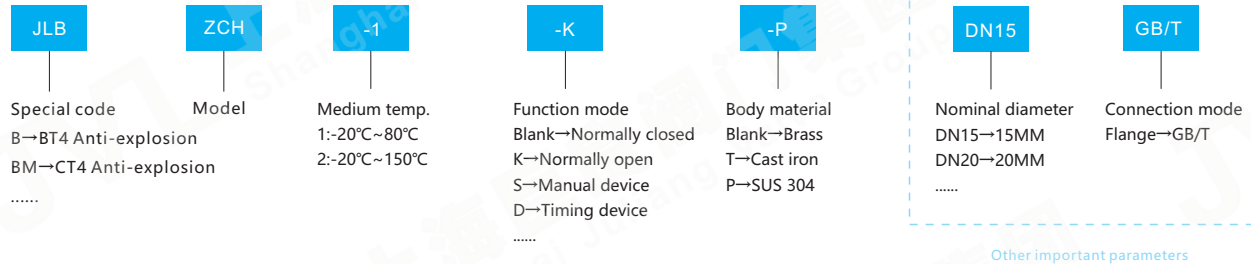 JLB
ZCH
-1
-K
-P
DN15
GB/T
Special code
B→BT4 Anti-explosion
BM→CT4 Anti-explosion
......
Model
Medium temp.
1:-20℃~80℃
2:-20℃~150℃
Function mode
Blank→Normally closed
K→Normally open
S→Manual device
D→Timing device
......
Body material
Blank→Brass
T→Cast iron
P→SUS 304
Nominal diameter
DN15→15MM
DN20→20MM
......
Connection mode
Flange→GB/T
Other important parameters